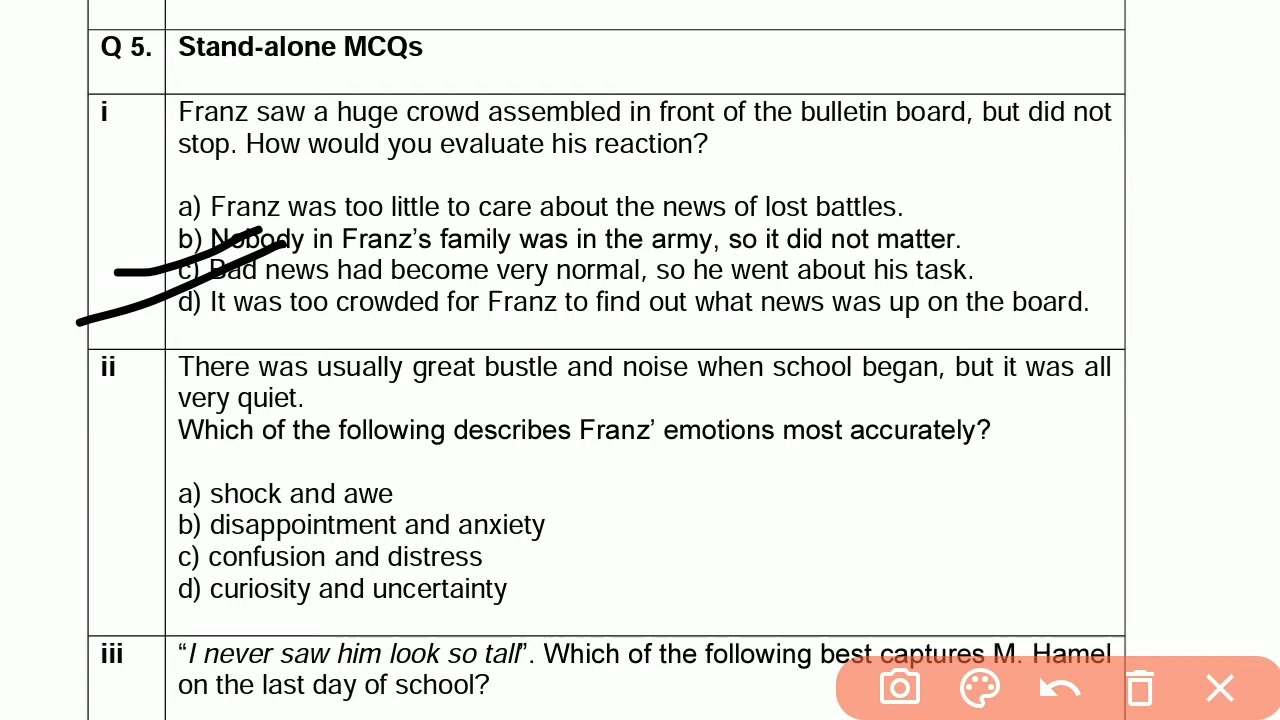 Q 5. Stand-alone MCQs
i Franz saw a huge crowd assembled in front of the bulletin board, but did not
stop. How would you evaluate his reaction?
a) Franz was too little to care about the news of lost battles.
b) Nobody in Franz’s family was in the army, so it did not matter.
c) Bad news had become very normal, so he went about his task.
d) It was too crowded for Franz to find out what news was up on the board.
ii There was usually great bustle and noise when school began, but it was all
very quiet.
Which of the following describes Franz’ emotions most accurately?
a) shock and awe
b) disappointment and anxiety
c) confusion and distress
d) curiosity and uncertainty
iii “I never saw him look so tall”. Which of the following best captures M. Hamel
on the last day of school?